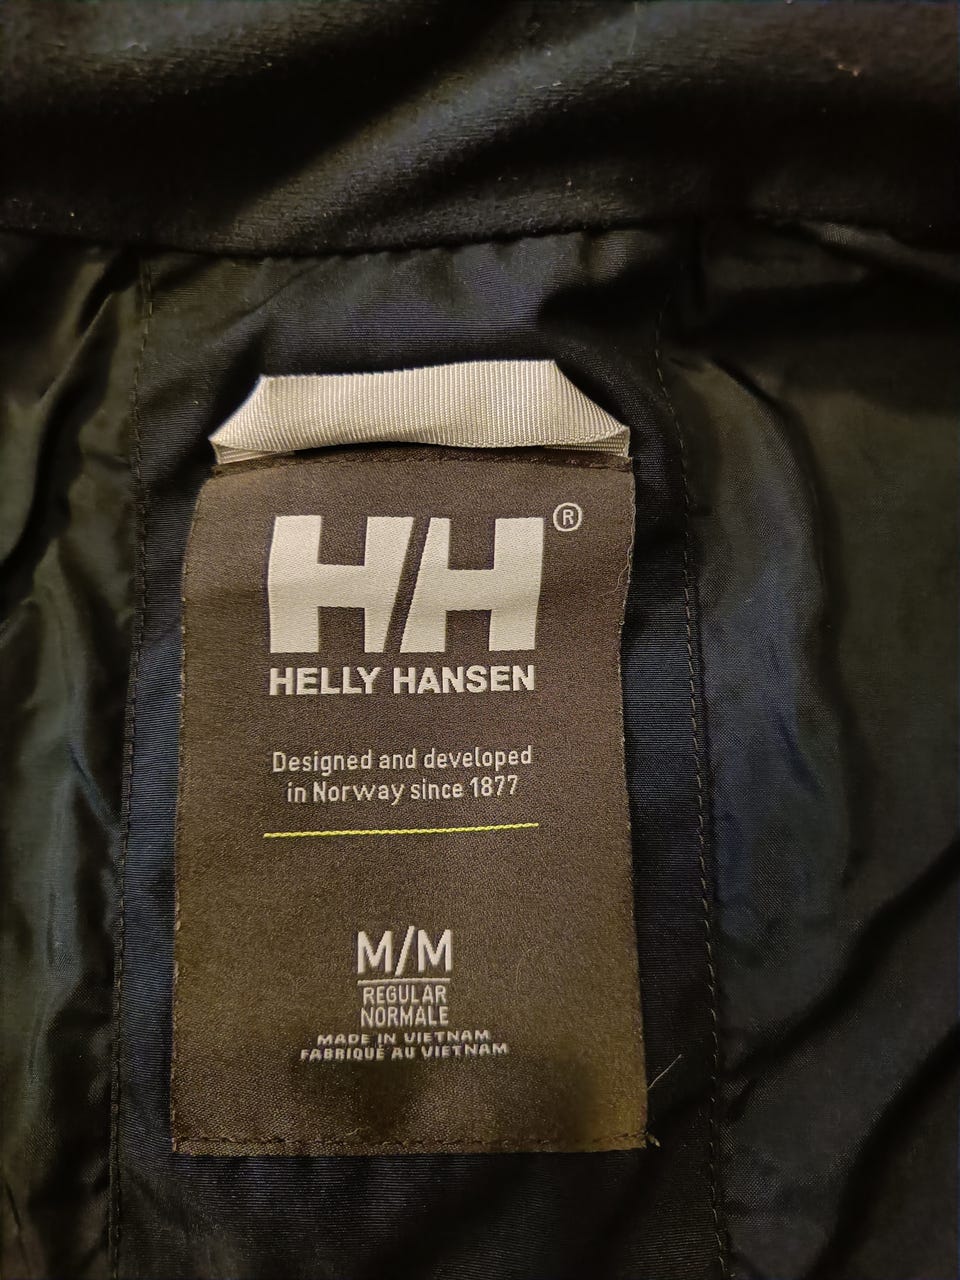 HH®
HELLY HANSEN
Designed and developed
in Norway since 1877
M/M
REGULAR
NORMALE
MADE IN VIETNAM
FABRIQUÉ AU VIETNAM